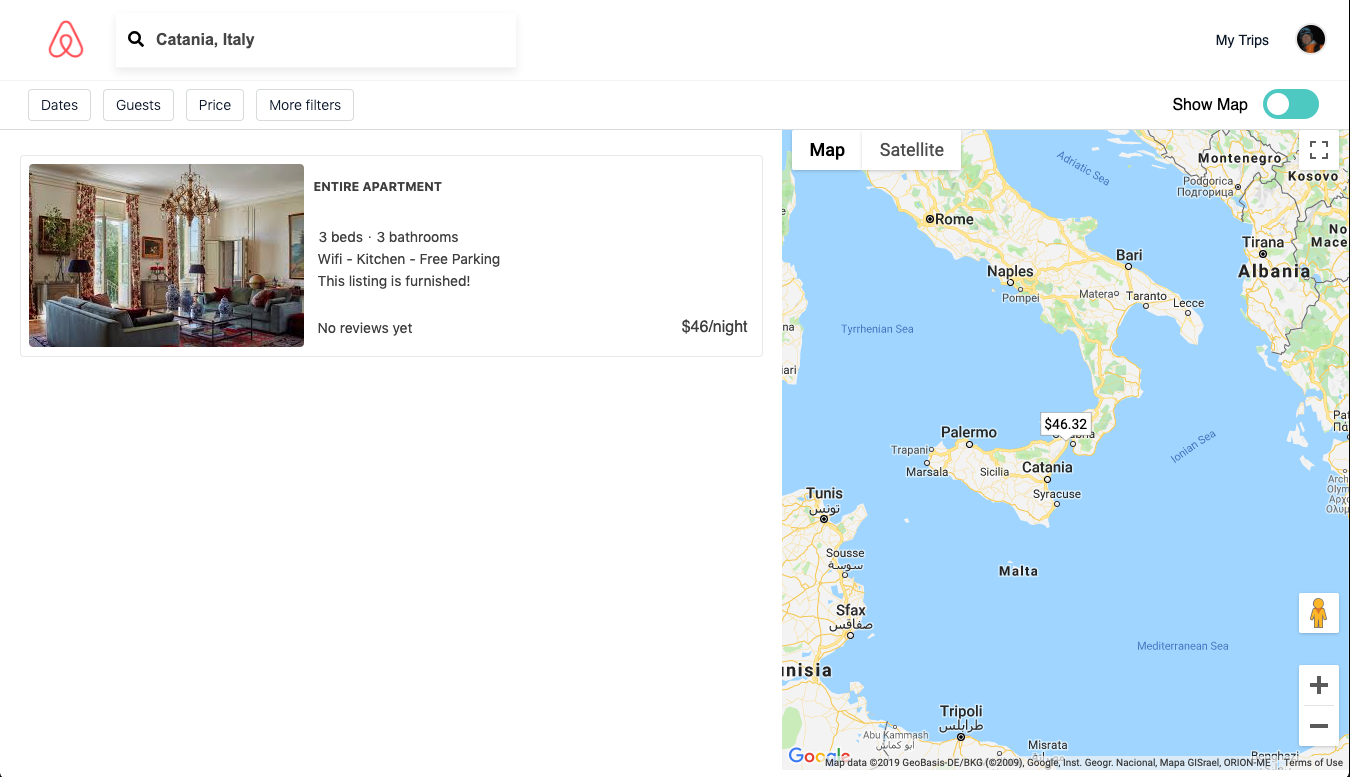 Catania, Italy
My Trips
Dates
Guests
Price
More filters
Show Map
ENTIRE APARTMENT
3 beds · 3 bathrooms
Wifi - Kitchen - Free Parking
This listing is furnished!
No reviews yet
$46/night
Map
Satellite
Adriatic Sea
Montenegro
Kosovo
Podgorica
Подгорица
Rome
Tirana
Albania
Bari
Naples
Pompei
Matera
Taranto
Lecce
Tyrrhenian Sea
$46.32
Palermo
Ionian Sea
Trapani
Marsala
Sicilia
Catania
Syracuse
Tunis
تونس
Sousse
سوسة
Malta
Sfax
صفاقس
Mediterranean Sea
Tripoli
طرابلس
Abu Kammash
أبو كماش
Misrata
Google
Map data ©2019 GeoBasis-DE/BKG (©2009), Google, Inst. Geogr. Nacional, Mapa GISrael, ORION-ME
Terms of Use